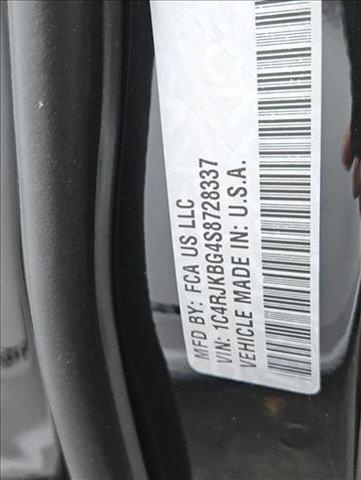 MFD BY: FCA US LLC
VIN: 1C4RJKBG4S8728337
VEHICLE MADE IN: U.S.A.